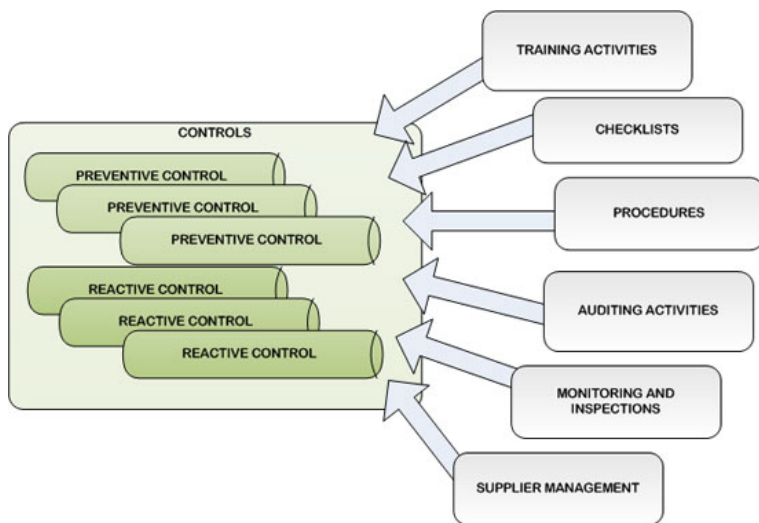 TRAINING ACTIVITIES
CHECKLISTS
CONTROLS
PREVENTIVE CONTROL
PREVENTIVE CONTROL
PREVENTIVE CONTROL
PROCEDURES
REACTIVE CONTROL
REACTIVE CONTROL
REACTIVE CONTROL
AUDITING ACTIVITIES
MONITORING AND
INSPECTIONS
SUPPLIER MANAGEMENT